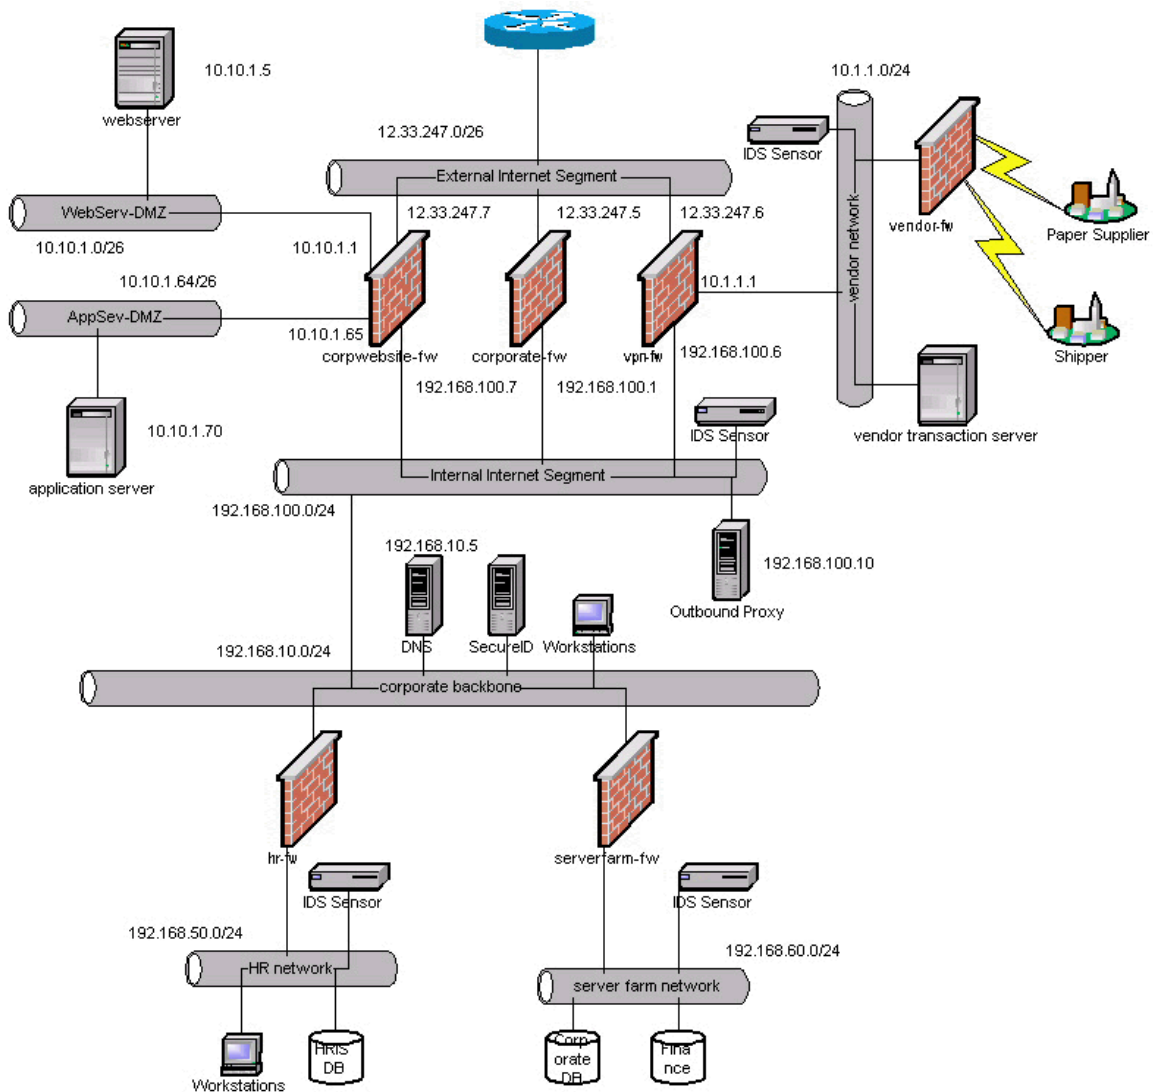 10.10.1.5
webserver
12.33.247.0/26
10.1.1.0/24
IDS Sensor
External Internet Segment
WebServ-DMZ
12.33.247.7
12.33.247.5
12.33.247.6
vendor network
vendor-fw
Paper Supplier
10.10.1.0/26
10.10.1.1
10.10.1.64/26
10.1.1.1
AppSev-DMZ
10.10.1.65
corpwebsite-fw
corporate-fw
vpn-fw
192.168.100.6
Shipper
192.168.100.7
192.168.100.1
10.10.1.70
IDS Sensor
vendor transaction server
application server
Internal Internet Segment
192.168.100.0/24
192.168.10.5
192.168.100.10
Outbound Proxy
DNS
SecureID
Workstations
192.168.10.0/24
corporate backbone
hr-fw
serverfarm-fw
IDS Sensor
IDS Sensor
192.168.50.0/24
192.168.60.0/24
HR network
server farm network
Workstations
HRIS
DB
Corp
orate
DB
Fina
nce